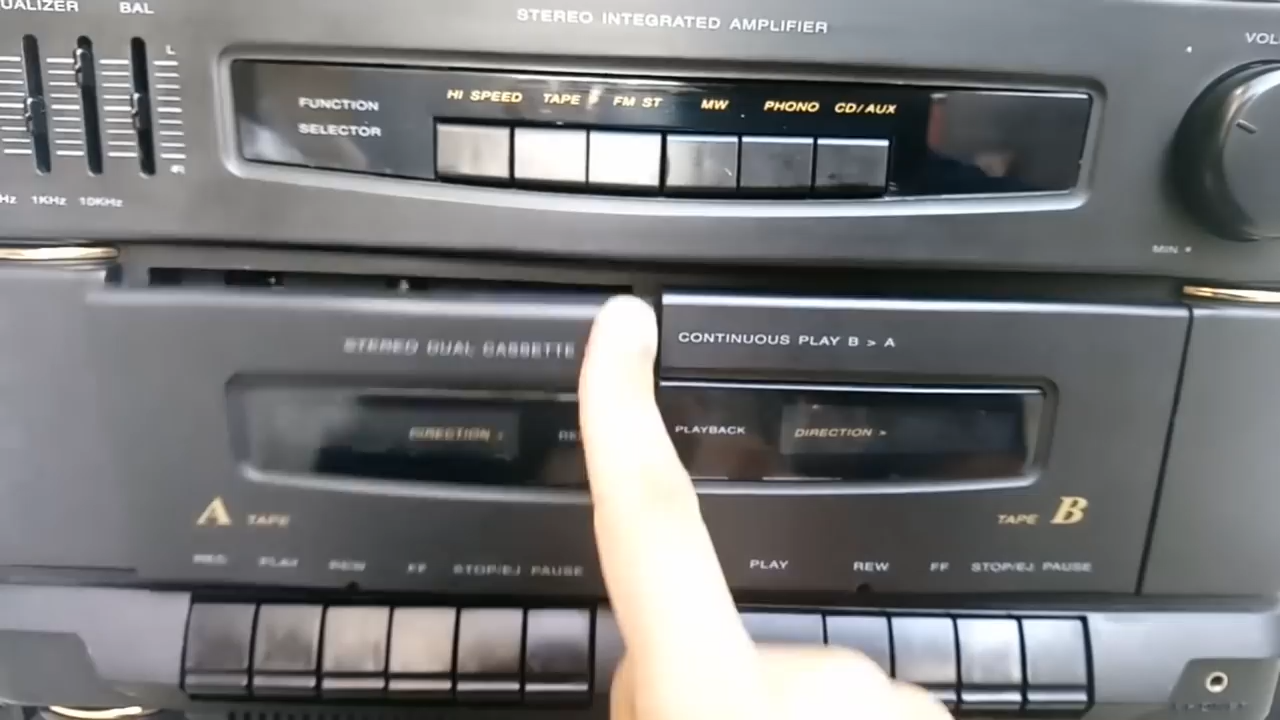 UALIZER BAL
STEREO INTEGRATED AMPLIFIER
VOL
L
HI SPEED TAPE FM ST MW PHONO CD/AUX
FUNCTION
SELECTOR
R
Hz 1KHz 10KHz
MIN
STEREO DUAL CASSETTE
CONTINUOUS PLAY B > A
DIRECTION
PLAYBACK
DIRECTION >
A TAPE
TAPE B
REC PLAY REW FF STOP/EJ PAUSE
PLAY REW FF STOP/EJ PAUSE